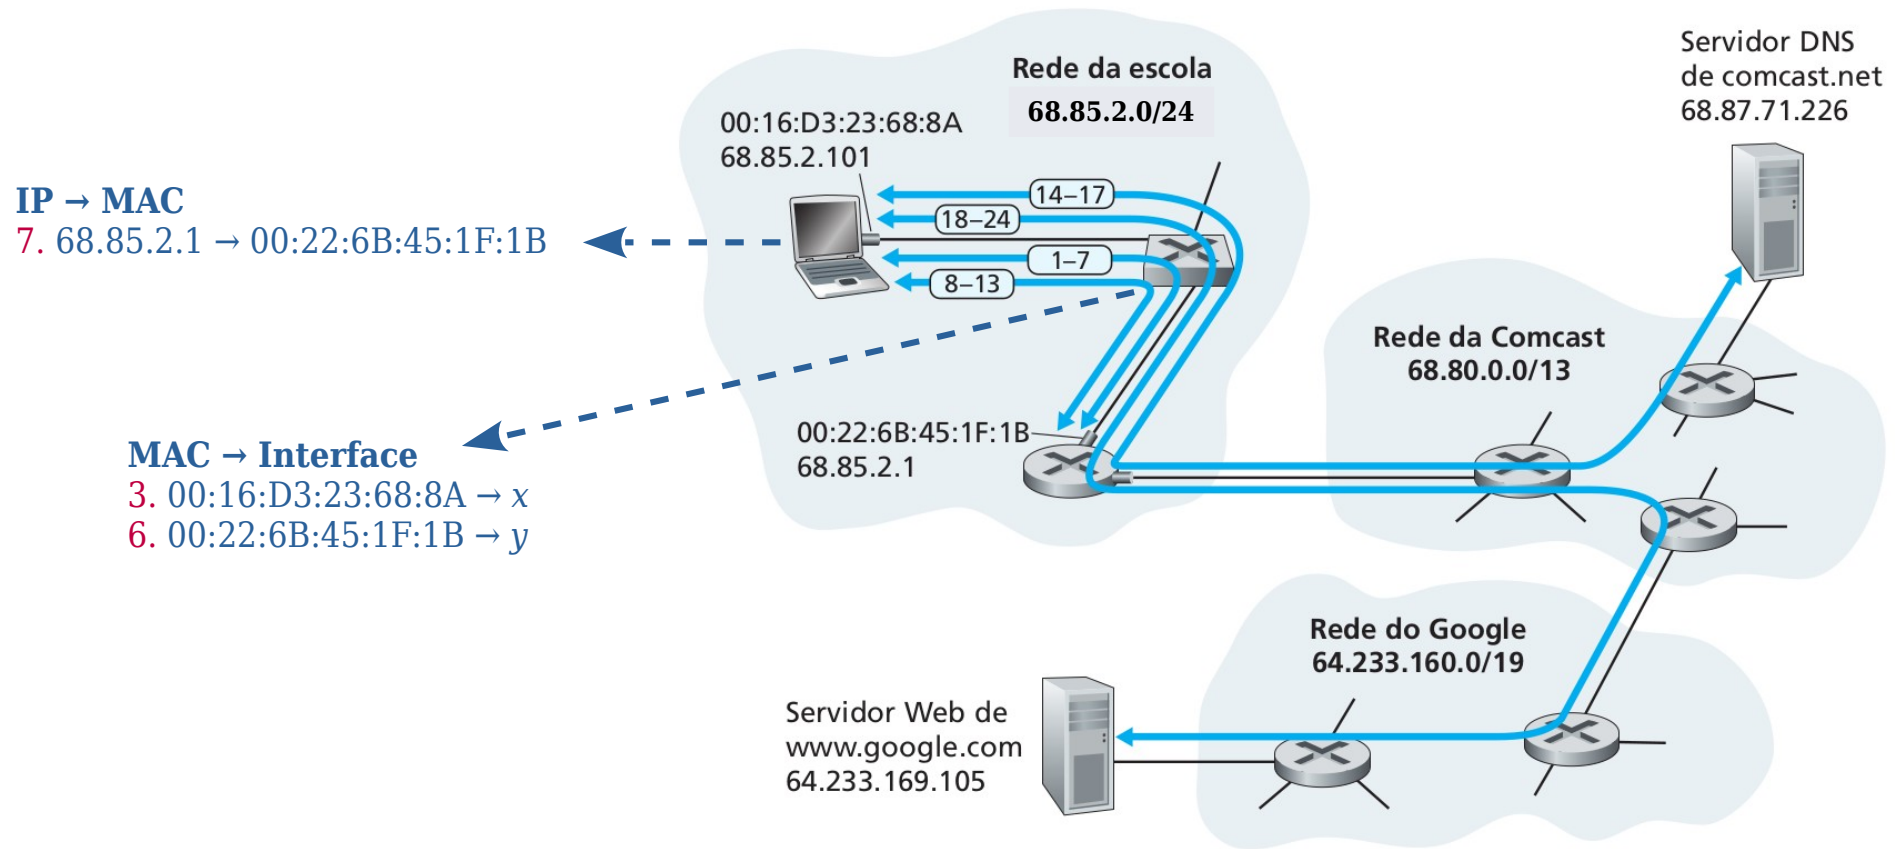 Servidor DNS
de comcast.net
68.87.71.226
Rede da escola
68.85.2.0/24
00:16:D3:23:68:8A
68.85.2.101
14–17
18–24
1–7
8–13
IP → MAC
7. 68.85.2.1 → 00:22:6B:45:1F:1B
Rede da Comcast
68.80.0.0/13
00:22:6B:45:1F:1B
68.85.2.1
MAC → Interface
3. 00:16:D3:23:68:8A → x
6. 00:22:6B:45:1F:1B → y
Rede do Google
64.233.160.0/19
Servidor Web de
www.google.com
64.233.169.105